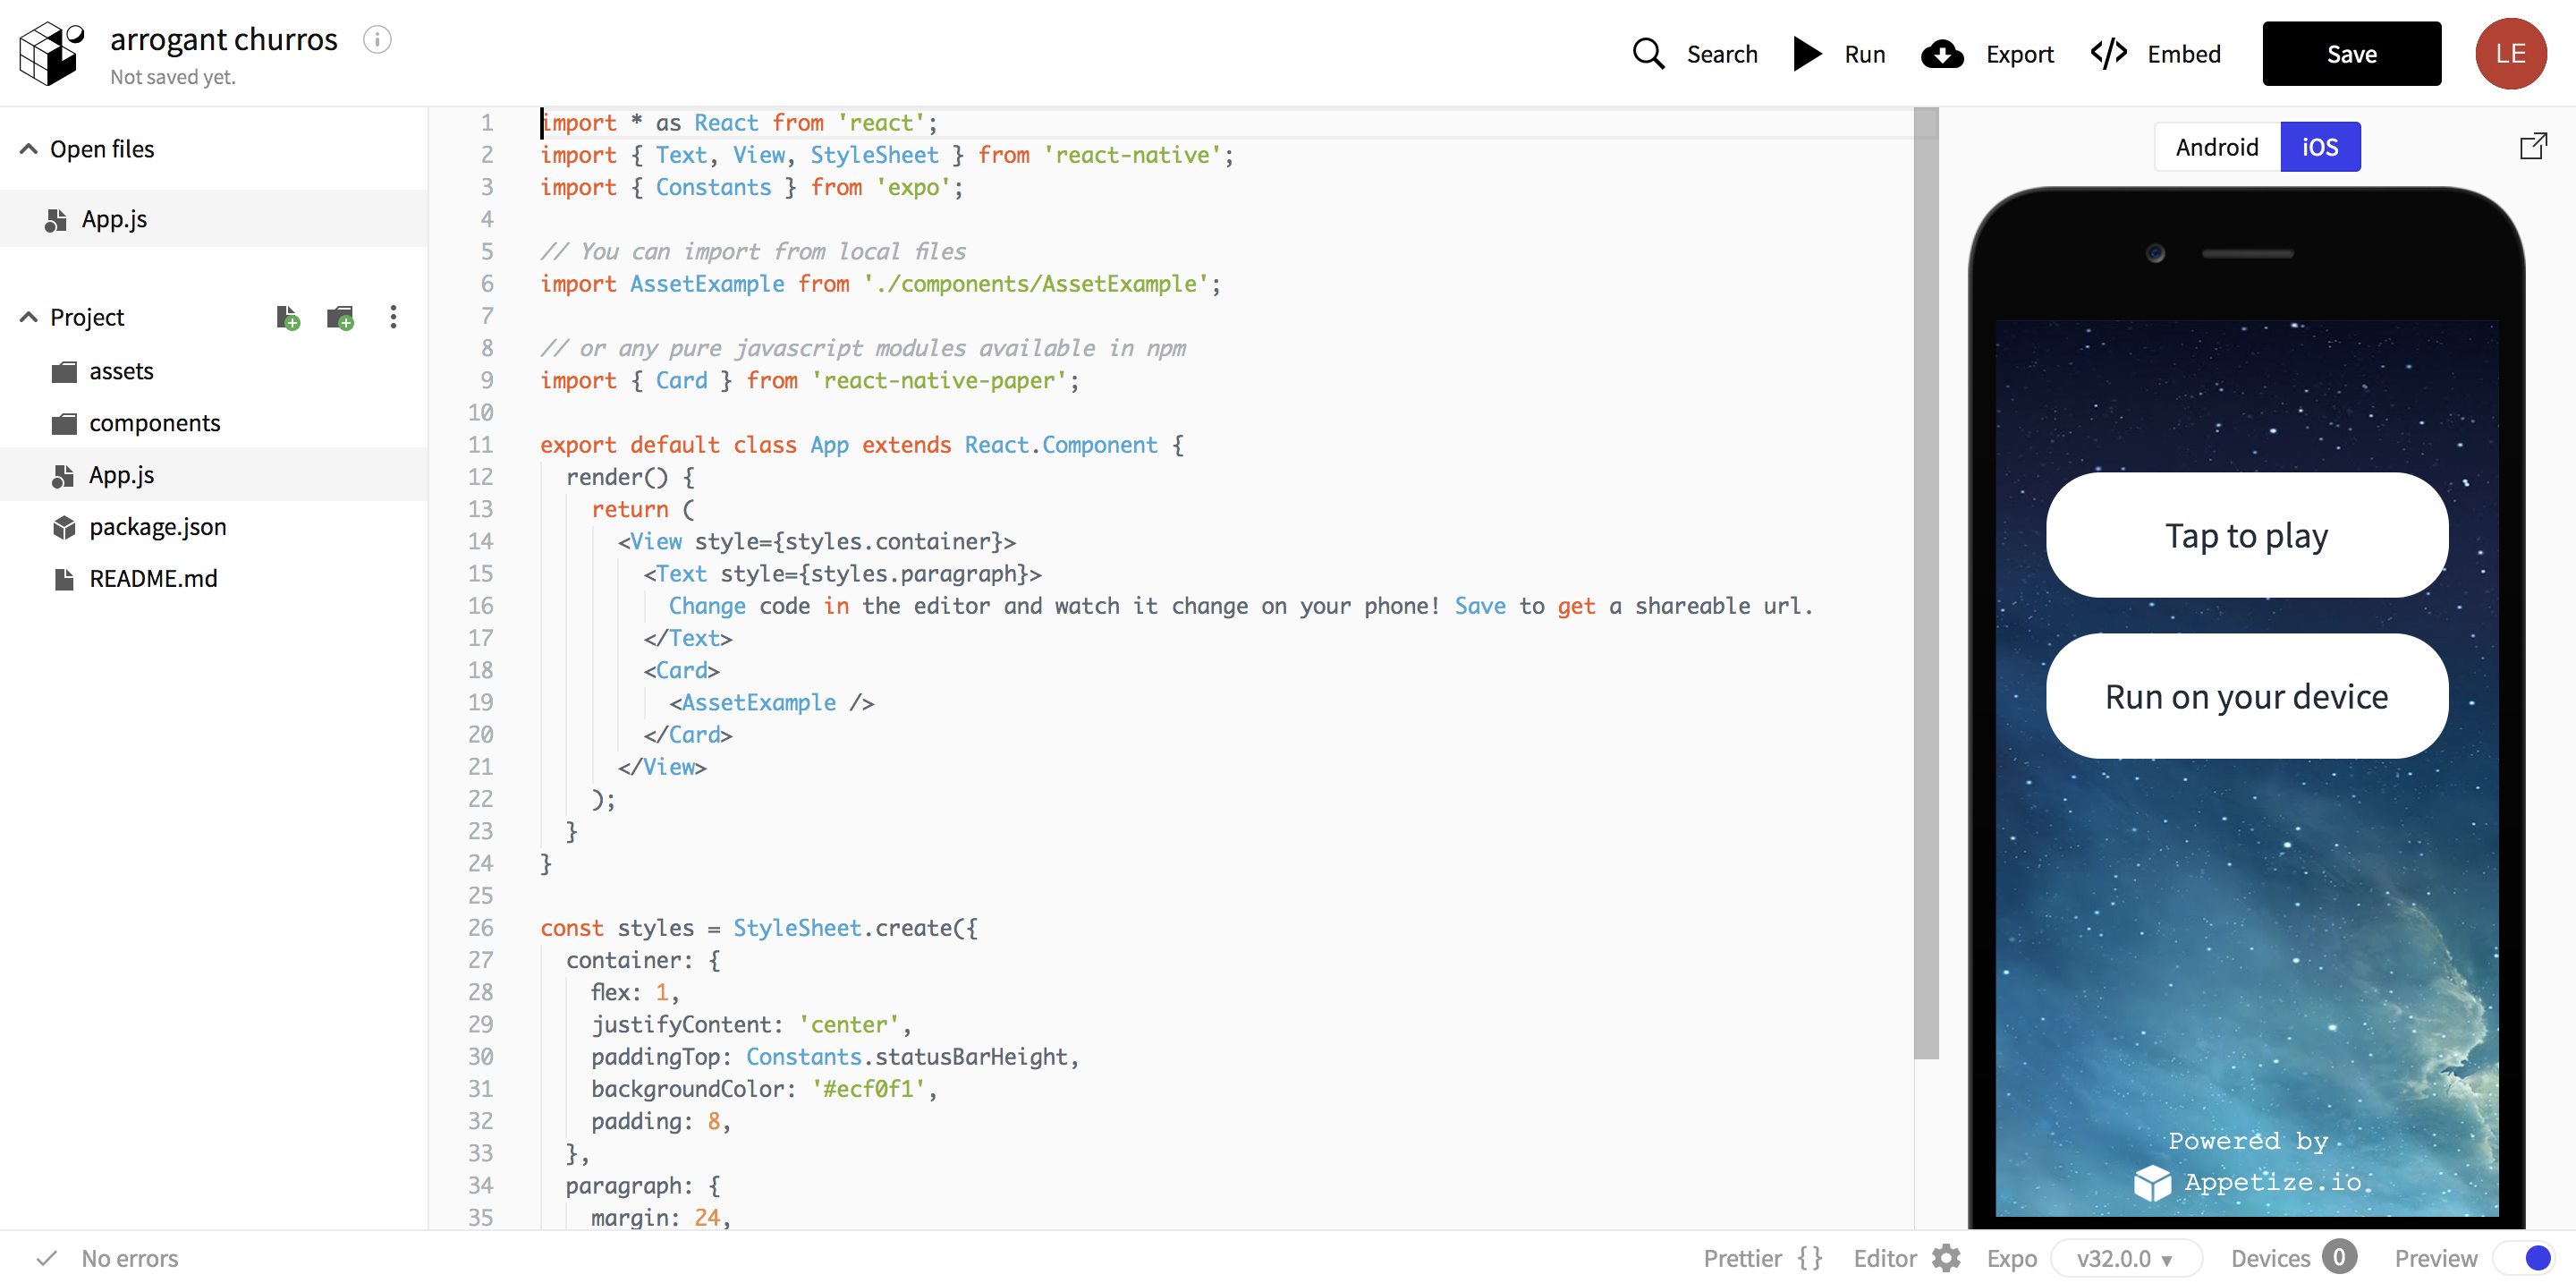 arrogant churros
Not saved yet.
Search
Run
Export
Embed
Save
LE
Open files
App.js
Project
assets
components
App.js
package.json
README.md
1 import * as React from 'react';
2 import { Text, View, StyleSheet } from 'react-native';
3 import { Constants } from 'expo';
4
5 // You can import from local files
6 import AssetExample from './components/AssetExample';
7
8 // or any pure javascript modules available in npm
9 import { Card } from 'react-native-paper';
10
11 export default class App extends React.Component {
12 render() {
13 return (
14 <View style={styles.container}>
15 <Text style={styles.paragraph}>
16 Change code in the editor and watch it change on your phone! Save to get a shareable url.
17 </Text>
18 <Card>
19 <AssetExample />
20 </Card>
21 </View>
22 );
23 }
24 }
25
26 const styles = StyleSheet.create({
27 container: {
28 flex: 1,
29 justifyContent: 'center',
30 paddingTop: Constants.statusBarHeight,
31 backgroundColor: '#ecf0f1',
32 padding: 8,
33 },
34 paragraph: {
35 margin: 24,
Android
iOS
Tap to play
Run on your device
Powered by
Appetize.io
No errors
Prettier {}
Editor
Expo
v32.0.0 ▾
Devices 0
Preview